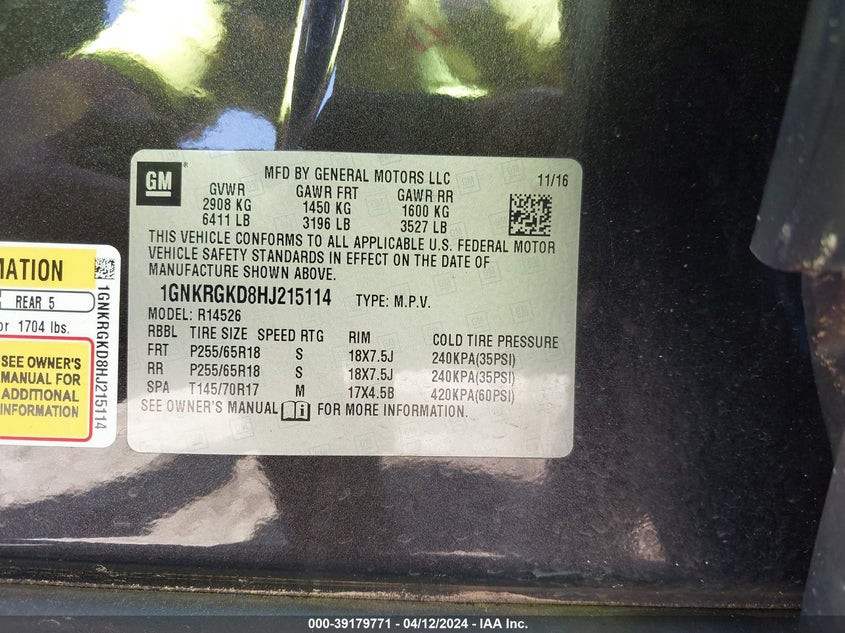 GM
MFD BY GENERAL MOTORS LLC
11/16
GVWR GAWR FRT GAWR RR
2908 KG 1450 KG 1600 KG
6411 LB 3196 LB 3527 LB
THIS VEHICLE CONFORMS TO ALL APPLICABLE U.S. FEDERAL MOTOR
VEHICLE SAFETY STANDARDS IN EFFECT ON THE DATE OF
MANUFACTURE SHOWN ABOVE.
1GNKRGKD8HJ215114 TYPE: M.P.V.
MODEL: R14526
RBBL TIRE SIZE SPEED RTG RIM COLD TIRE PRESSURE
FRT P255/65R18 S 18X7.5J 240KPA(35PSI)
RR P255/65R18 S 18X7.5J 240KPA(35PSI)
SPA T145/70R17 M 17X4.5B 420KPA(60PSI)
SEE OWNER'S MANUAL FOR MORE INFORMATION.
MATION
REAR 5
or 1704 lbs.
SEE OWNER'S
MANUAL FOR
ADDITIONAL
INFORMATION
1GNKRGKD8HJ215114
000-39179771 - 04/12/2024 - IAA Inc.